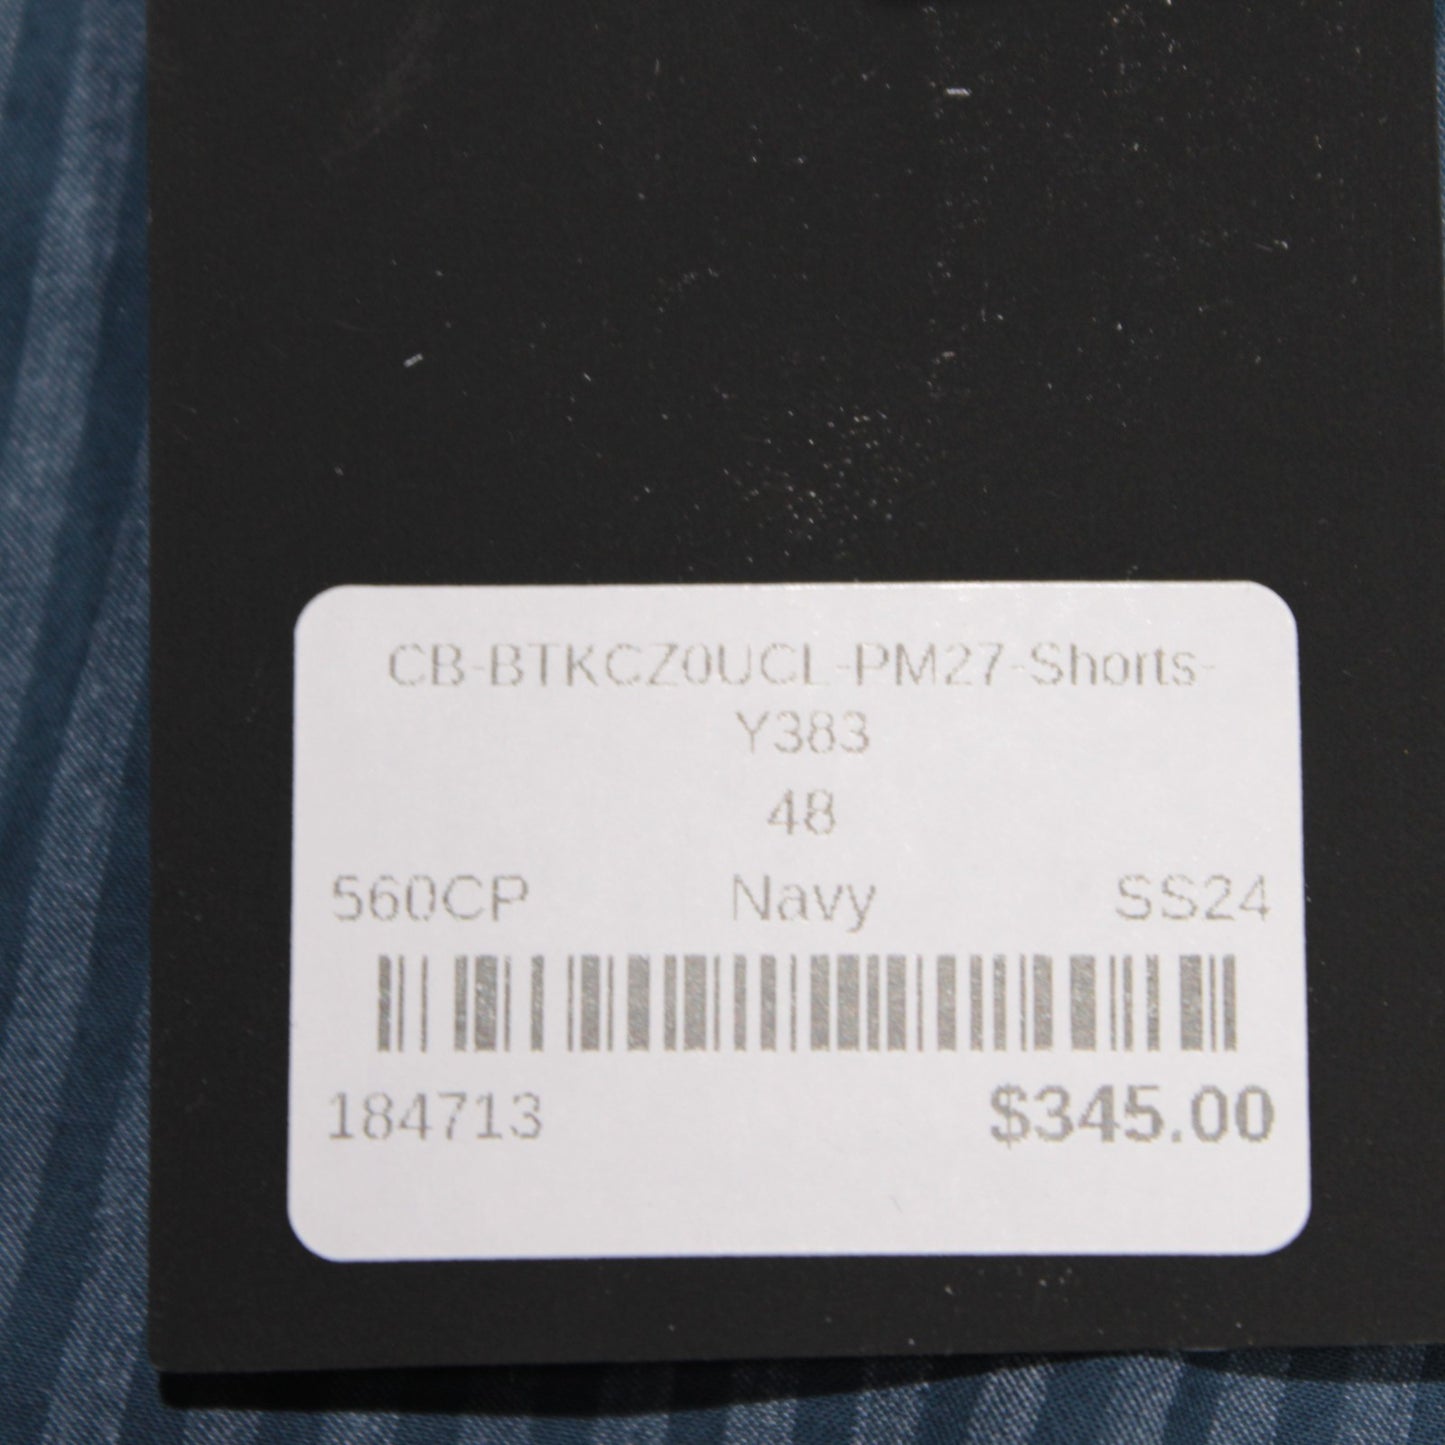 CB-BTKCZ0UCL-PM27-Shorts-
Y383
48
560CP Navy SS24
184713 $345.00